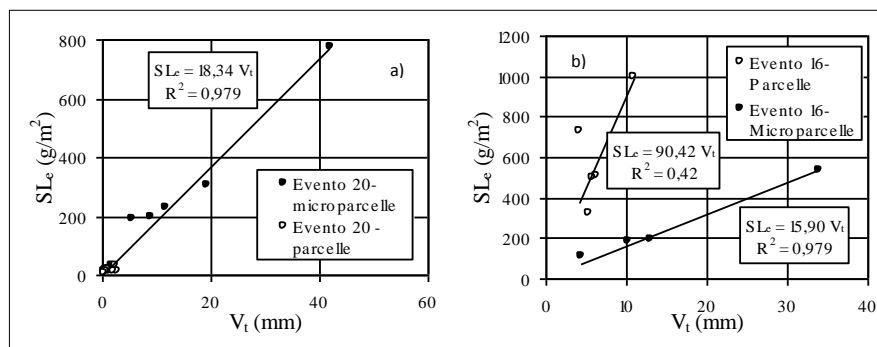 800
600
400
200
0
SLe (g/m²)
a)
SLe = 18,34 Vt
R² = 0,979
Evento 20-
microparcelle
Evento 20 -
parcelle
0 20 40 60
Vt (mm)
1200
1000
800
600
400
200
0
SLe (g/m²)
b)
Evento 16-
Parcelle
Evento 16-
Microparcelle
SLe = 90,42 Vt
R² = 0,42
SLe = 15,90 Vt
R² = 0,979
0 10 20 30 40
Vt (mm)